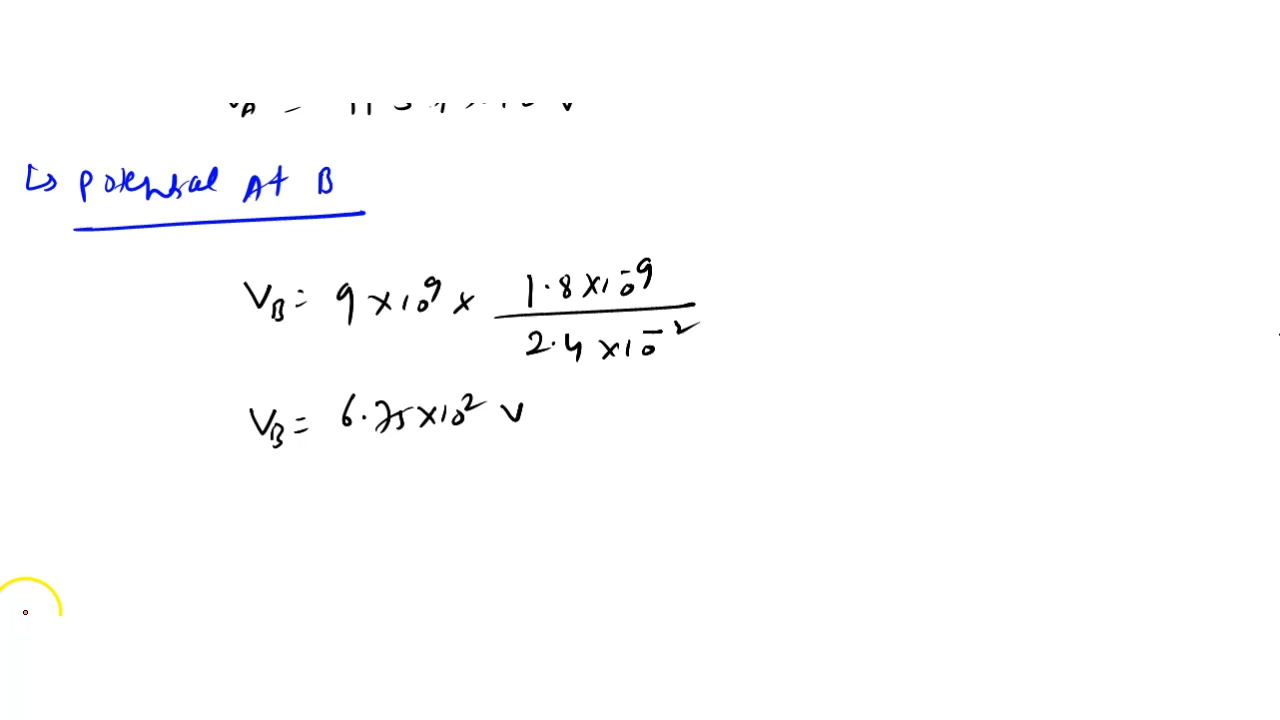 ↳ Potential At B
V_B = 9 × 10^9 × \frac{1.8 × 10^{-9}}{2.4 × 10^{-2}}
V_B = 6.75 × 10^2 V